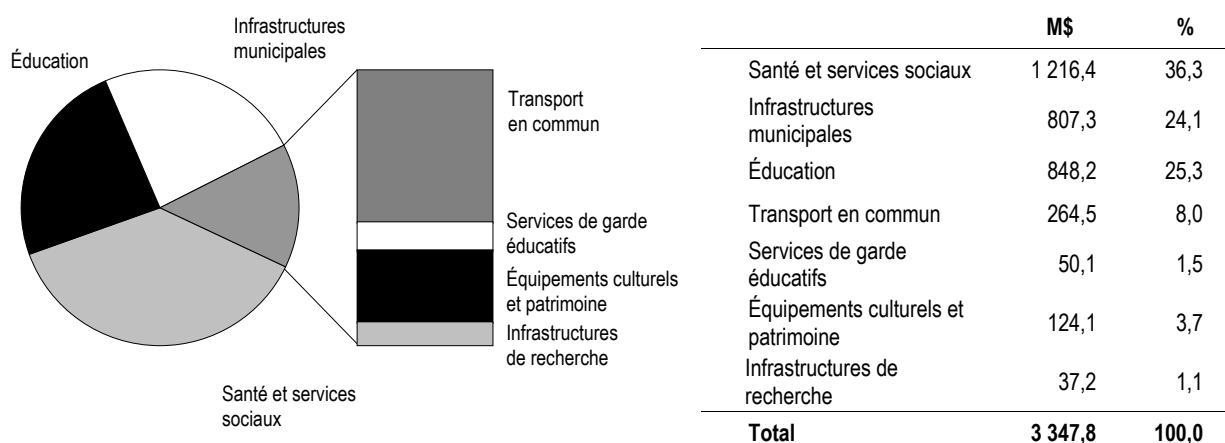 Infrastructures
municipales
Éducation
Transport
en commun
Services de garde
éducatifs
Équipements culturels
et patrimoine
Infrastructures
de recherche
Santé et services
sociaux
M$ %
Santé et services sociaux 1 216,4 36,3
Infrastructures
municipales 807,3 24,1
Éducation 848,2 25,3
Transport en commun 264,5 8,0
Services de garde
éducatifs 50,1 1,5
Équipements culturels et
patrimoine 124,1 3,7
Infrastructures de
recherche 37,2 1,1
Total 3 347,8 100,0